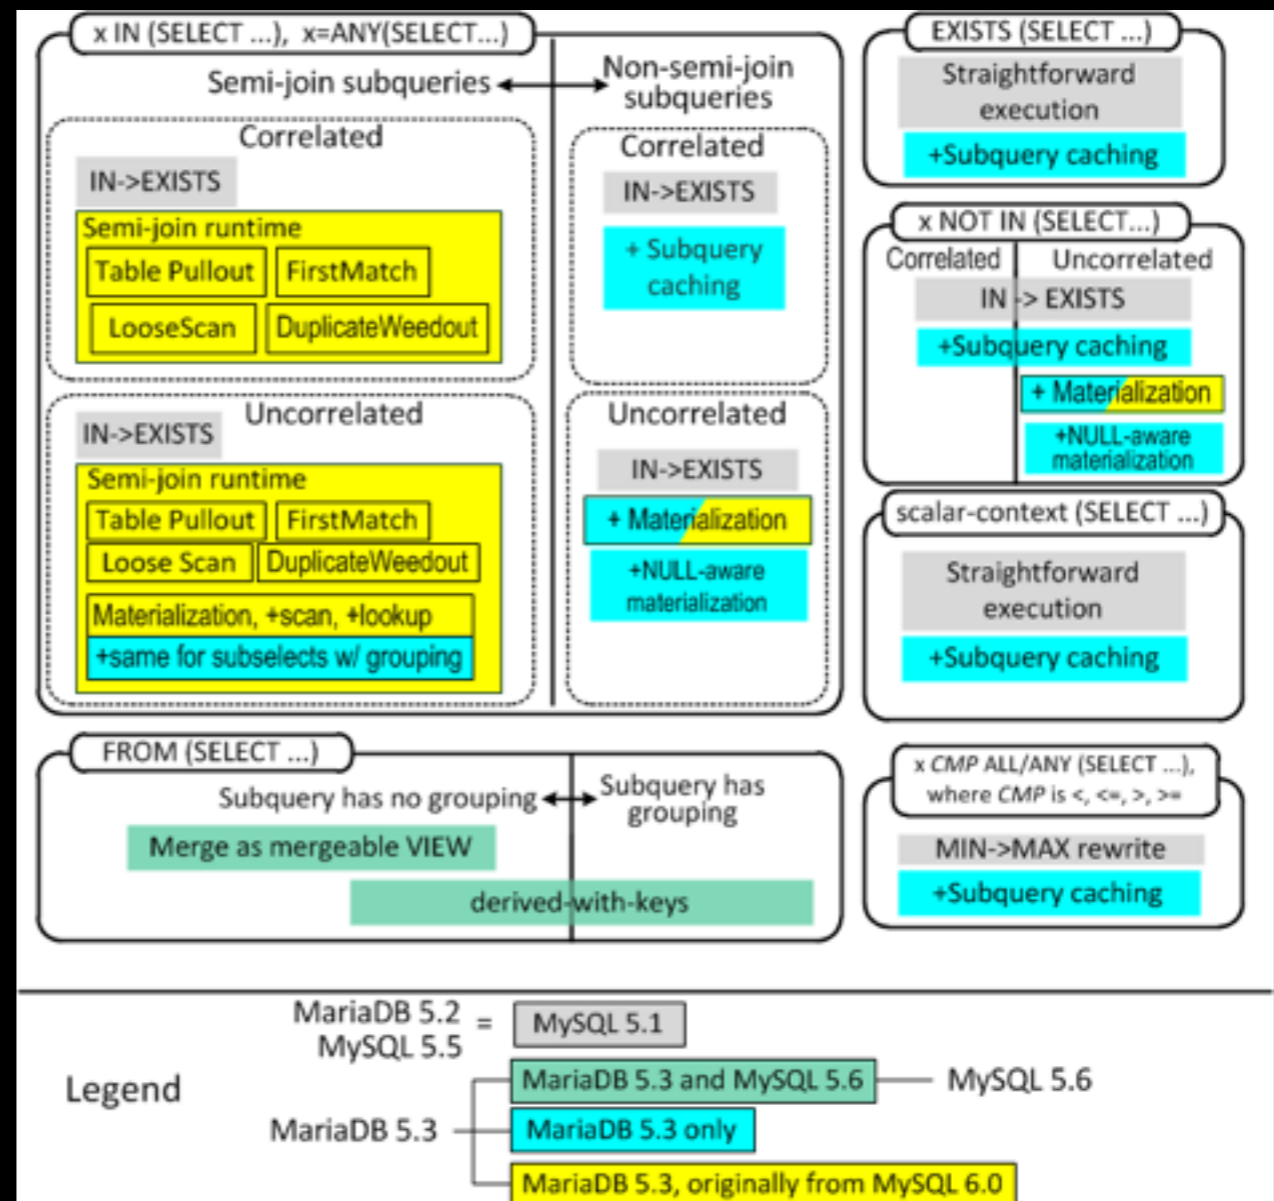 x IN (SELECT ...), x=ANY(SELECT...)
Semi-join subqueries
Non-semi-join
subqueries
Correlated
IN->EXISTS
Semi-join runtime
Table Pullout
FirstMatch
LooseScan
DuplicateWeedout
Correlated
IN->EXISTS
+ Subquery
caching
Uncorrelated
IN->EXISTS
Semi-join runtime
Table Pullout
FirstMatch
Loose Scan
DuplicateWeedout
Materialization, +scan, +lookup
+same for subselects w/ grouping
Uncorrelated
IN->EXISTS
+ Materialization
+NULL-aware
materialization
EXISTS (SELECT ...)
Straightforward
execution
+Subquery caching
x NOT IN (SELECT...)
Correlated
Uncorrelated
IN -> EXISTS
+Subquery caching
+ Materialization
+NULL-aware
materialization
scalar-context (SELECT ...)
Straightforward
execution
+Subquery caching
FROM (SELECT ...)
Subquery has no grouping
Subquery has
grouping
Merge as mergeable VIEW
derived-with-keys
x CMP ALL/ANY (SELECT ...),
where CMP is <, <=, >, >=
MIN->MAX rewrite
+Subquery caching
Legend
MariaDB 5.2
MySQL 5.5
=
MySQL 5.1
MariaDB 5.3 and MySQL 5.6
MySQL 5.6
MariaDB 5.3
MariaDB 5.3 only
MariaDB 5.3, originally from MySQL 6.0